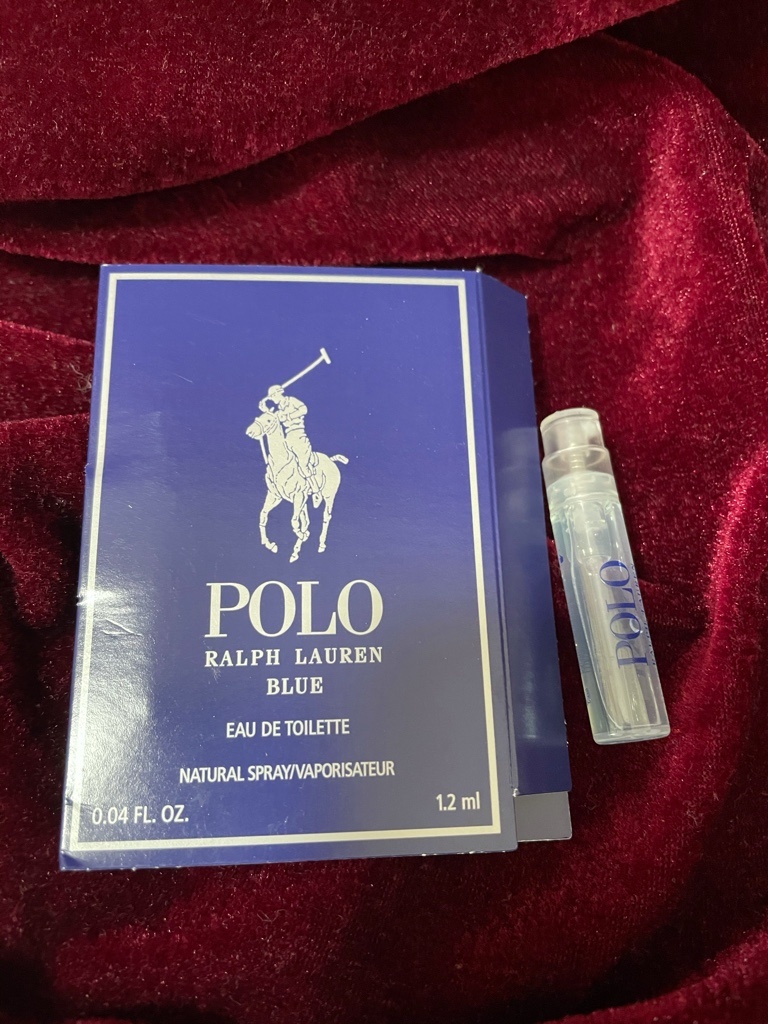 POLO
RALPH LAUREN
BLUE
EAU DE TOILETTE
NATURAL SPRAY/VAPORISATEUR
0.04 FL. OZ.
1.2 ml
POLO